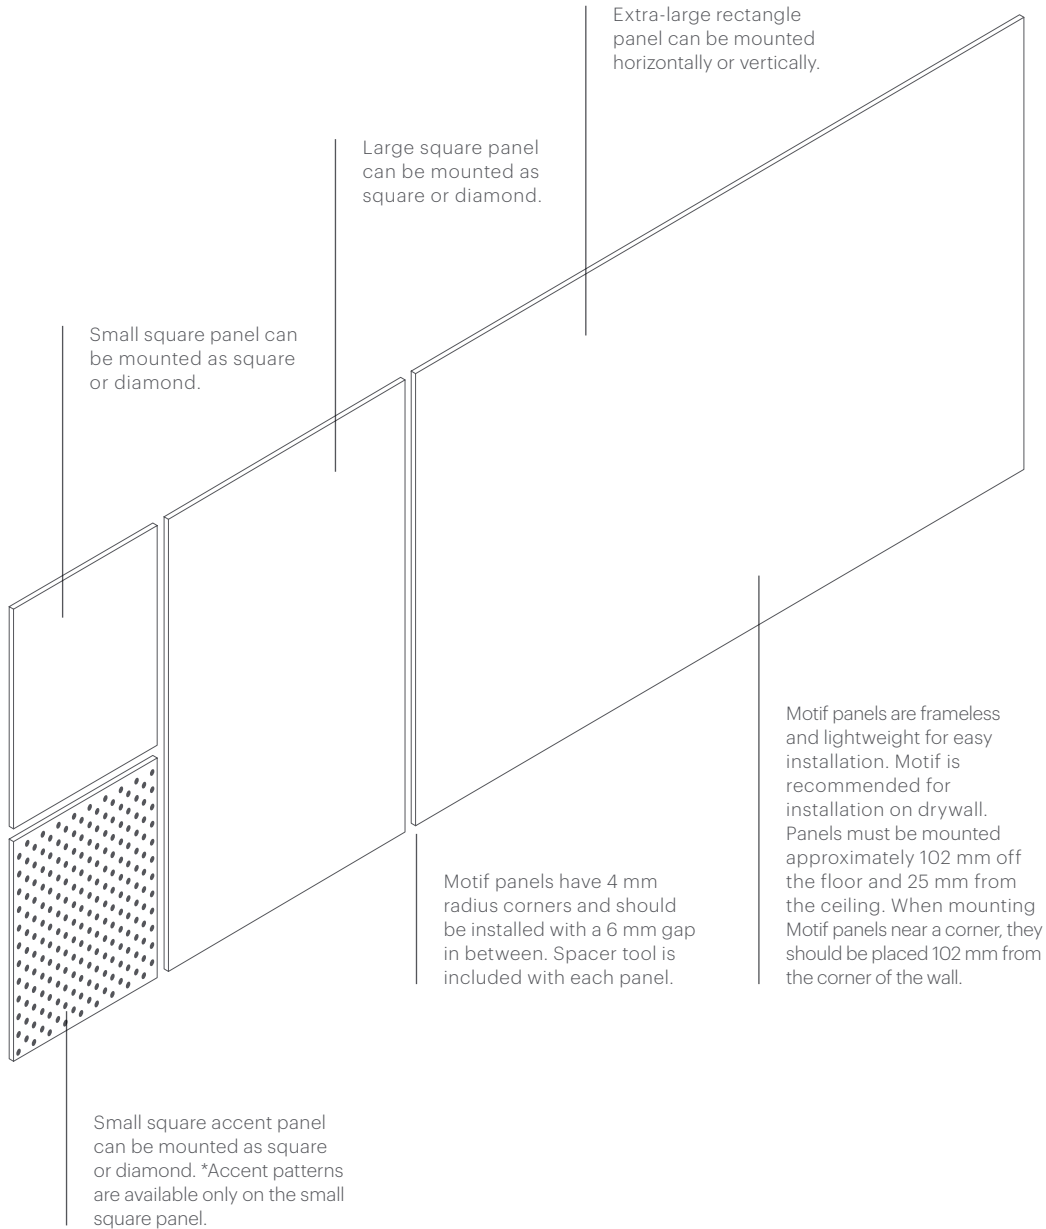 Extra-large rectangle
panel can be mounted
horizontally or vertically.
Large square panel
can be mounted as
square or diamond.
Small square panel can
be mounted as square
or diamond.
Motif panels are frameless
and lightweight for easy
installation. Motif is
recommended for
installation on drywall.
Panels must be mounted
approximately 102 mm off
the floor and 25 mm from
the ceiling. When mounting
Motif panels near a corner, they
should be placed 102 mm from
the corner of the wall.
Motif panels have 4 mm
radius corners and should
be installed with a 6 mm gap
in between. Spacer tool is
included with each panel.
Small square accent panel
can be mounted as square
or diamond. *Accent patterns
are available only on the small
square panel.